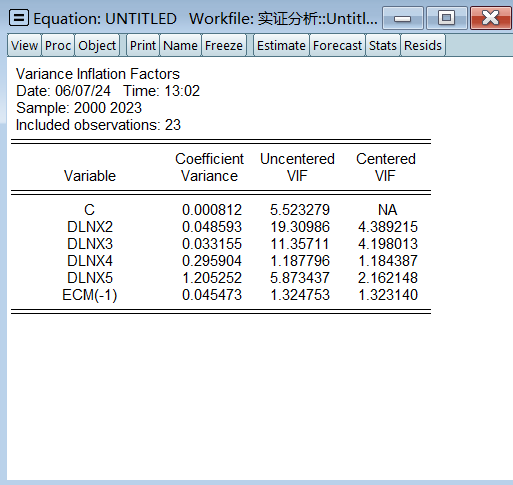 Equation: UNTITLED Workfile: 实证分析::Untitl...
View Proc Object Print Name Freeze Estimate Forecast Stats Resids
Variance Inflation Factors
Date: 06/07/24 Time: 13:02
Sample: 2000 2023
Included observations: 23
Coefficient Uncentered Centered
Variable Variance VIF VIF
C 0.000812 5.523279 NA
DLNX2 0.048593 19.30986 4.389215
DLNX3 0.033155 11.35711 4.198013
DLNX4 0.295904 1.187796 1.184387
DLNX5 1.205252 5.873437 2.162148
ECM(-1) 0.045473 1.324753 1.323140